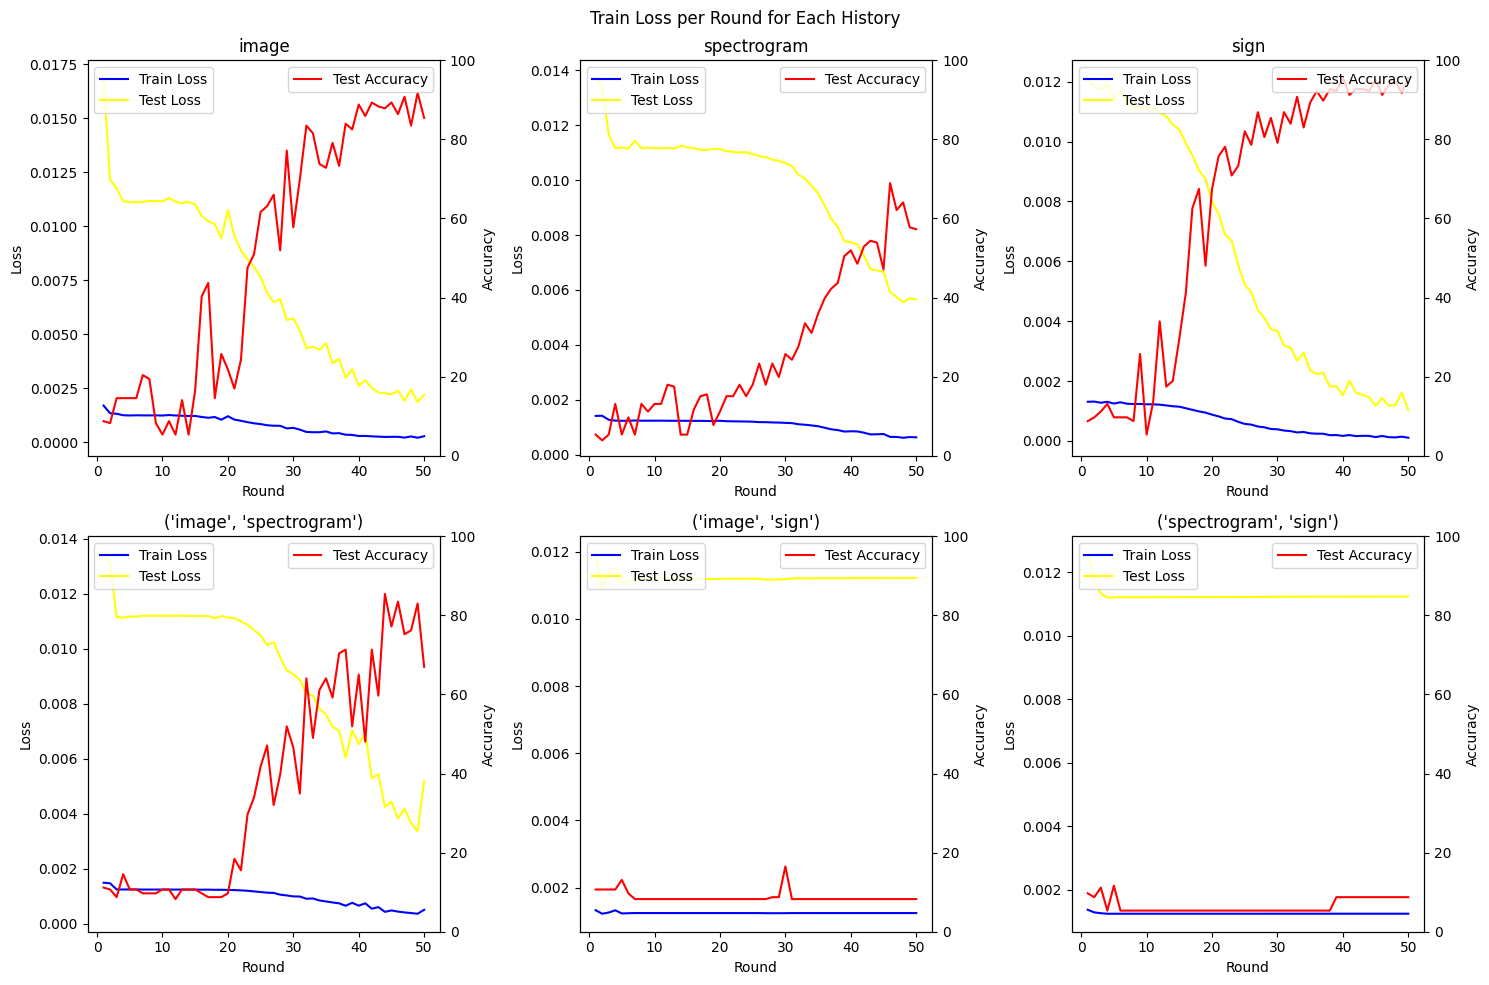 Train Loss per Round for Each History
image
Train Loss
Test Loss
Test Accuracy
0.0175
0.0150
0.0125
0.0100
0.0075
0.0050
0.0025
0.0000
Loss
100
80
60
40
20
0
Accuracy
0 10 20 30 40 50
Round
spectrogram
Train Loss
Test Loss
Test Accuracy
0.014
0.012
0.010
0.008
0.006
0.004
0.002
0.000
Loss
100
80
60
40
20
0
Accuracy
0 10 20 30 40 50
Round
sign
Train Loss
Test Loss
Test Accuracy
0.012
0.010
0.008
0.006
0.004
0.002
0.000
Loss
100
80
60
40
20
0
Accuracy
0 10 20 30 40 50
Round
('image', 'spectrogram')
Train Loss
Test Loss
Test Accuracy
0.014
0.012
0.010
0.008
0.006
0.004
0.002
0.000
Loss
100
80
60
40
20
0
Accuracy
0 10 20 30 40 50
Round
('image', 'sign')
Train Loss
Test Loss
Test Accuracy
0.012
0.010
0.008
0.006
0.004
0.002
Loss
100
80
60
40
20
0
Accuracy
0 10 20 30 40 50
Round
('spectrogram', 'sign')
Train Loss
Test Loss
Test Accuracy
0.012
0.010
0.008
0.006
0.004
0.002
Loss
100
80
60
40
20
0
Accuracy
0 10 20 30 40 50
Round